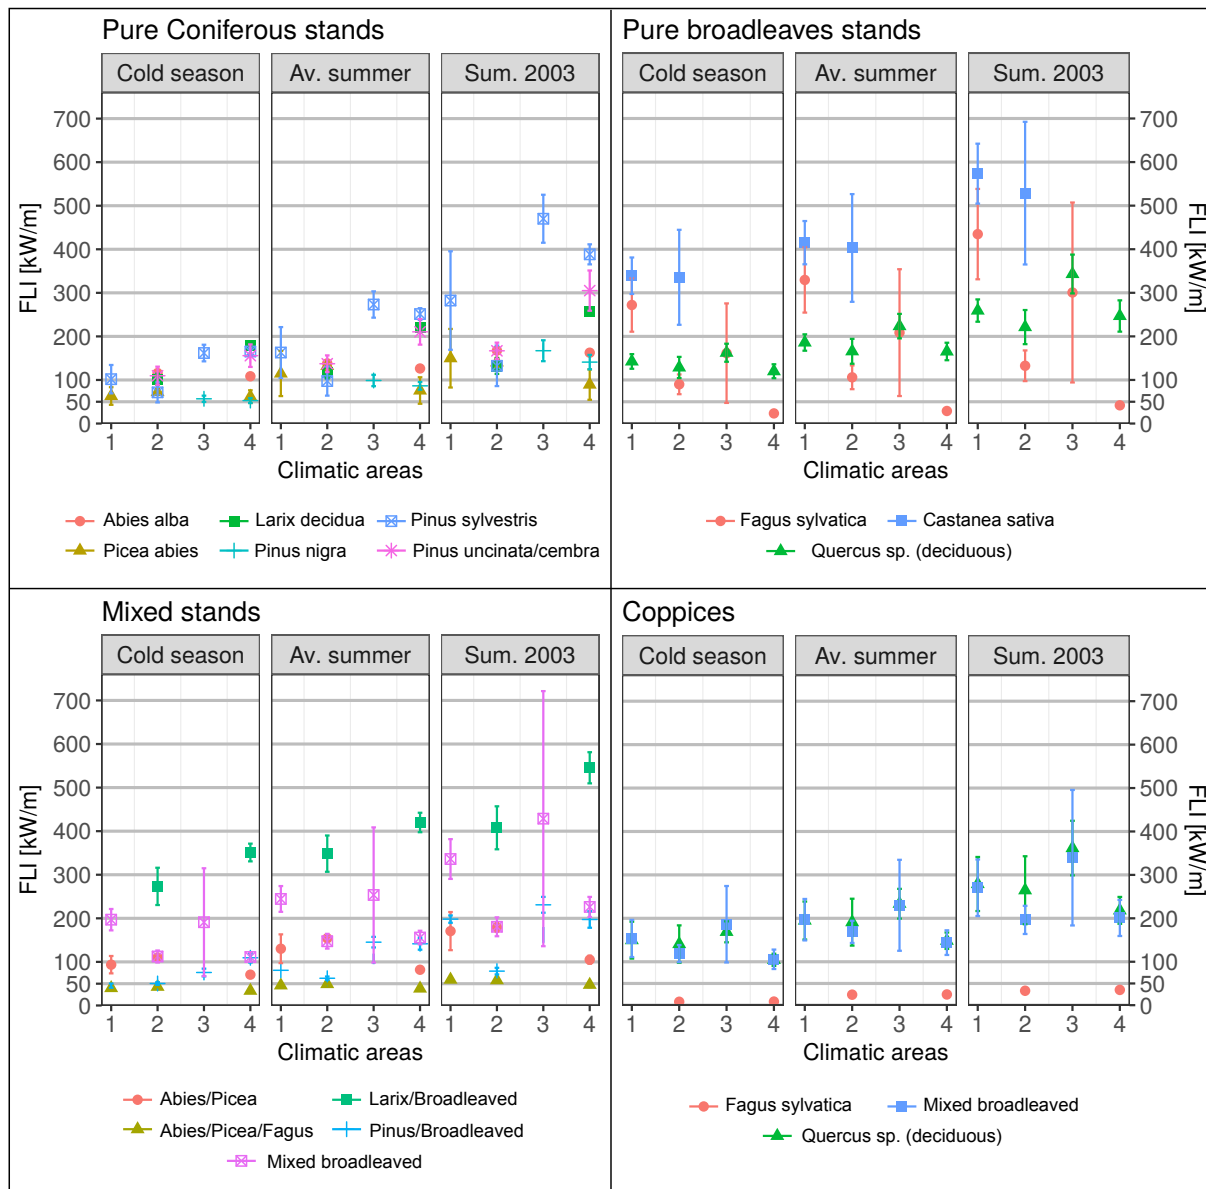 Pure Coniferous stands
Cold season Av. summer Sum. 2003
700
600
500
400
300
200
100
50
0
FLI [kW/m]
1 2 3 4 1 2 3 4 1 2 3 4
Climatic areas
Abies alba Larix decidua Pinus sylvestris
Picea abies Pinus nigra Pinus uncinata/cembra
Pure broadleaves stands
Cold season Av. summer Sum. 2003
700
600
500
400
300
200
100
50
0
FLI [kW/m]
1 2 3 4 1 2 3 4 1 2 3 4
Climatic areas
Fagus sylvatica Castanea sativa
Quercus sp. (deciduous)
Mixed stands
Cold season Av. summer Sum. 2003
700
600
500
400
300
200
100
50
0
FLI [kW/m]
1 2 3 4 1 2 3 4 1 2 3 4
Climatic areas
Abies/Picea Larix/Broadleaved
Abies/Picea/Fagus Pinus/Broadleaved
Mixed broadleaved
Coppices
Cold season Av. summer Sum. 2003
700
600
500
400
300
200
100
50
0
FLI [kW/m]
1 2 3 4 1 2 3 4 1 2 3 4
Climatic areas
Fagus sylvatica Mixed broadleaved
Quercus sp. (deciduous)